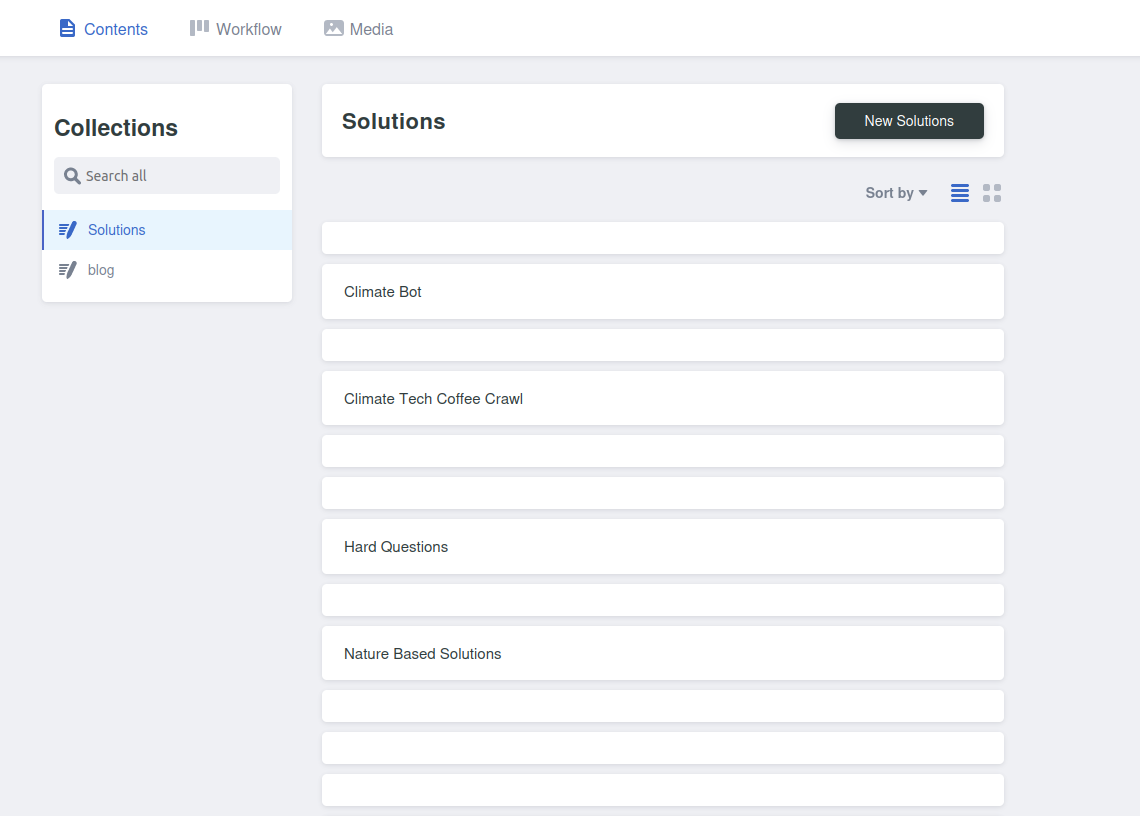 Contents Workflow Media
Collections
Search all
Solutions
blog
Solutions
New Solutions
Sort by
Climate Bot
Climate Tech Coffee Crawl
Hard Questions
Nature Based Solutions